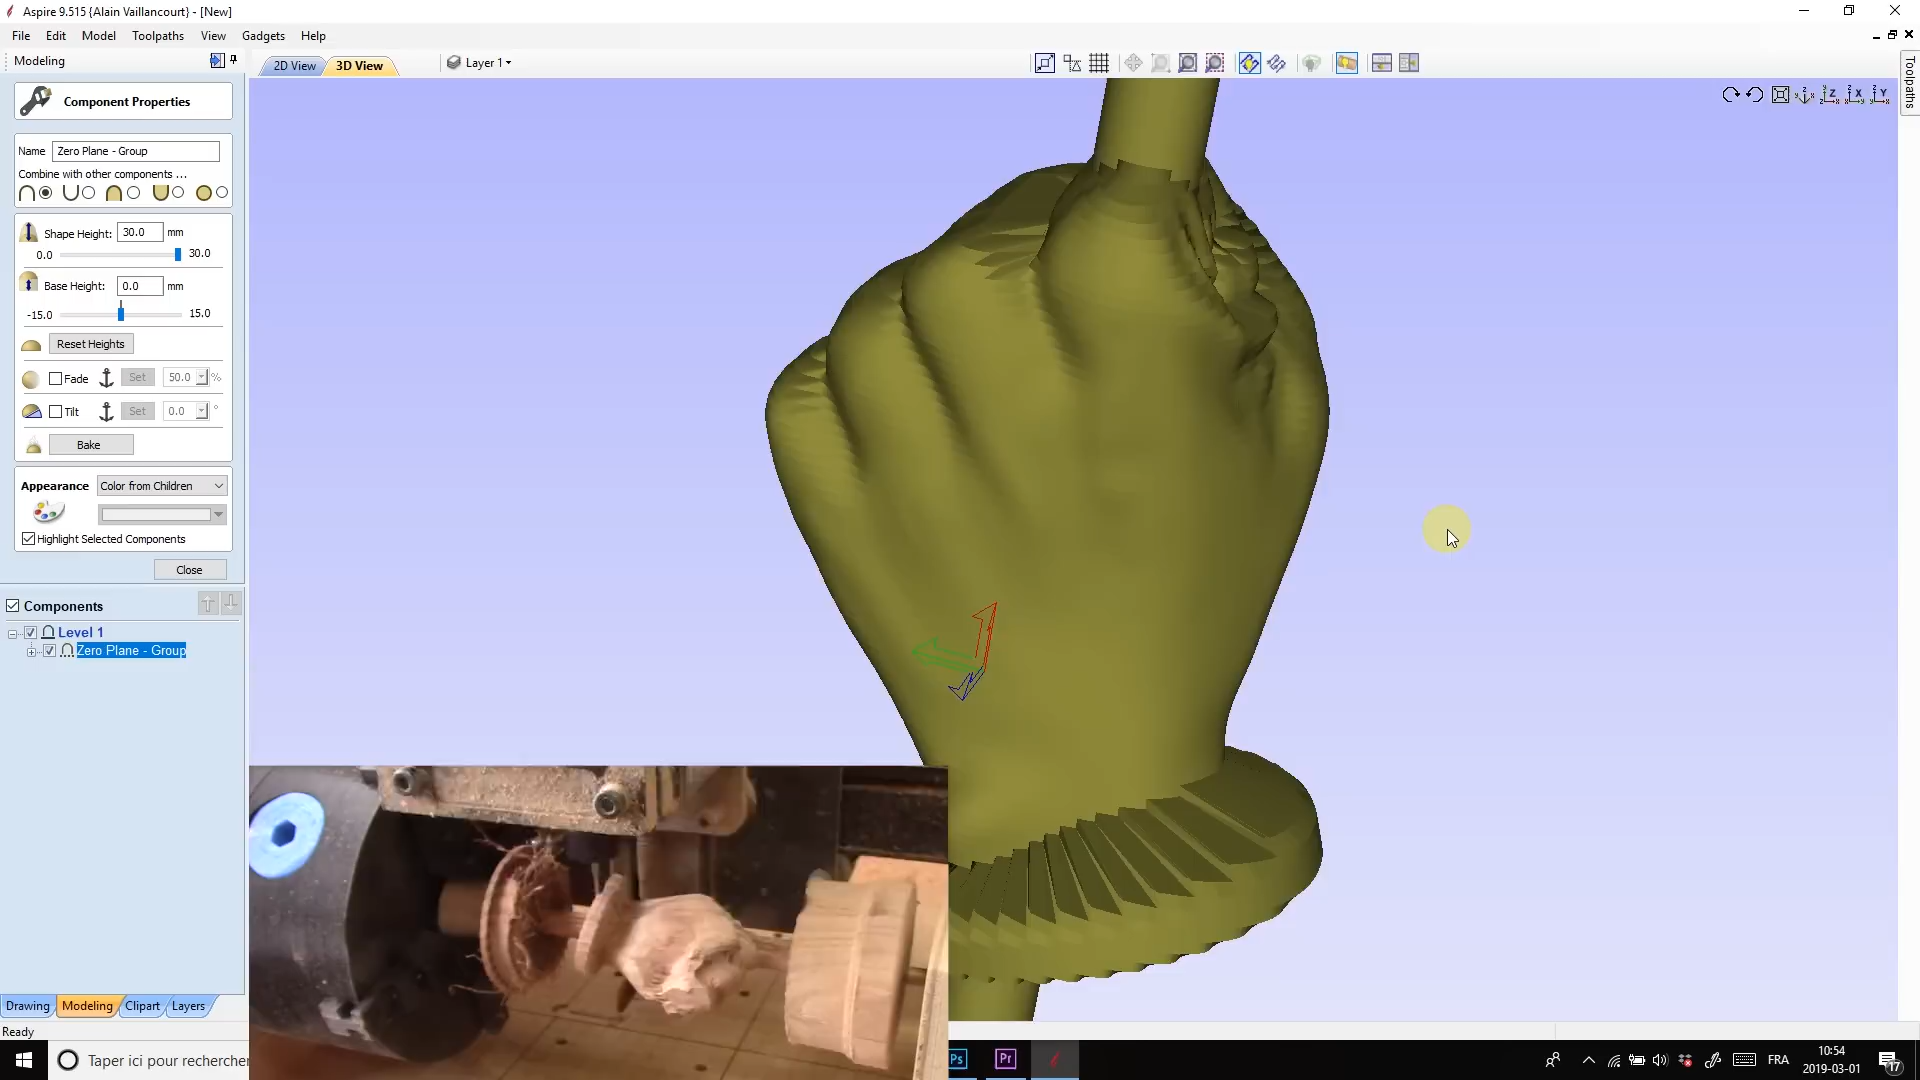 Aspire 9.515 {Alain Vaillancourt} - [New]
File Edit Model Toolpaths View Gadgets Help
Modeling
2D View 3D View Layer 1
Toolpaths
Component Properties
Name Zero Plane - Group
Combine with other components ...
Shape Height: 30.0 mm
0.0 30.0
Base Height: 0.0 mm
-15.0 15.0
Reset Heights
Fade Set 50.0 %
Tilt Set 0.0 °
Bake
Appearance Color from Children
Highlight Selected Components
Close
Components
Level 1
Zero Plane - Group
Drawing Modeling Clipart Layers
Ready
Taper ici pour rechercher
Ps Pr
FRA
10:54
2019-03-01
17